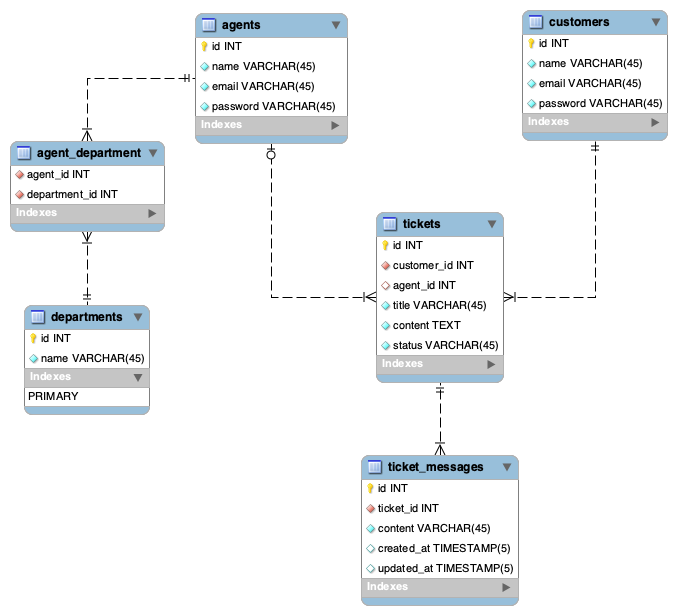 agents
id INT
name VARCHAR(45)
email VARCHAR(45)
password VARCHAR(45)
Indexes
customers
id INT
name VARCHAR(45)
email VARCHAR(45)
password VARCHAR(45)
Indexes
agent_department
agent_id INT
department_id INT
Indexes
tickets
id INT
customer_id INT
agent_id INT
title VARCHAR(45)
content TEXT
status VARCHAR(45)
Indexes
departments
id INT
name VARCHAR(45)
Indexes
PRIMARY
ticket_messages
id INT
ticket_id INT
content VARCHAR(45)
created_at TIMESTAMP(5)
updated_at TIMESTAMP(5)
Indexes